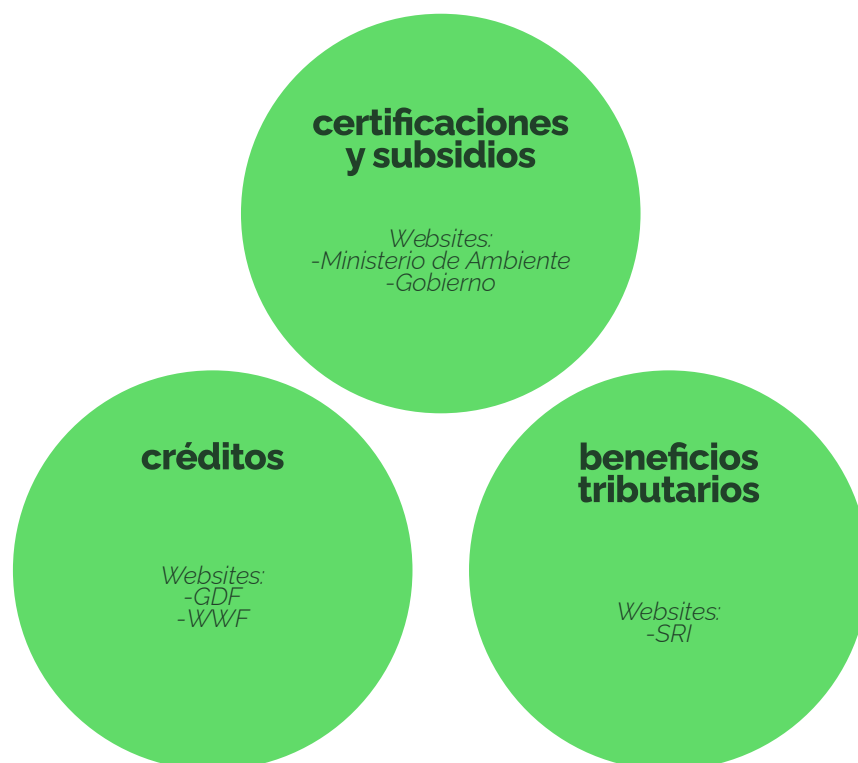 certificaciones
y subsidios
Websites:
-Ministerio de Ambiente
-Gobierno
créditos
Websites:
-GDF
-WWF
beneficios
tributarios
Websites:
-SRI